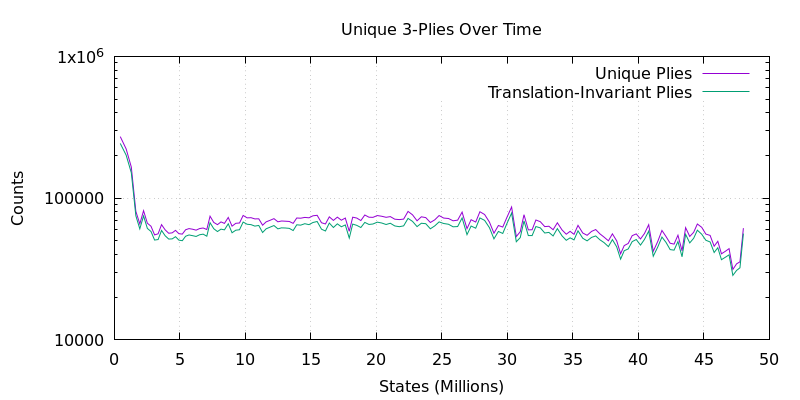 Unique 3-Plies Over Time
1x10⁶
100000
10000
Counts
Unique Plies
Translation-Invariant Plies
0 5 10 15 20 25 30 35 40 45 50
States (Millions)